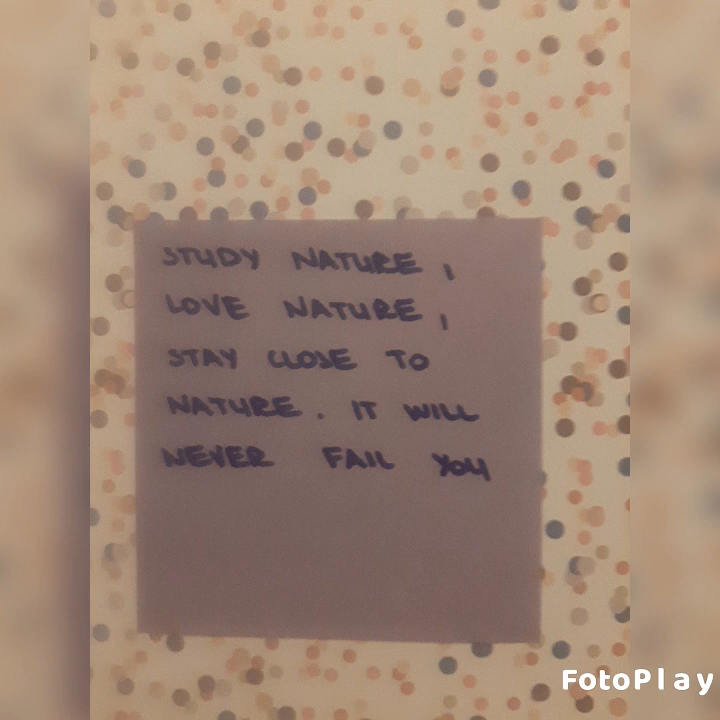 STUDY NATURE,
LOVE NATURE,
STAY CLOSE TO
NATURE. IT WILL
NEVER FAIL YOU
FotoPlay